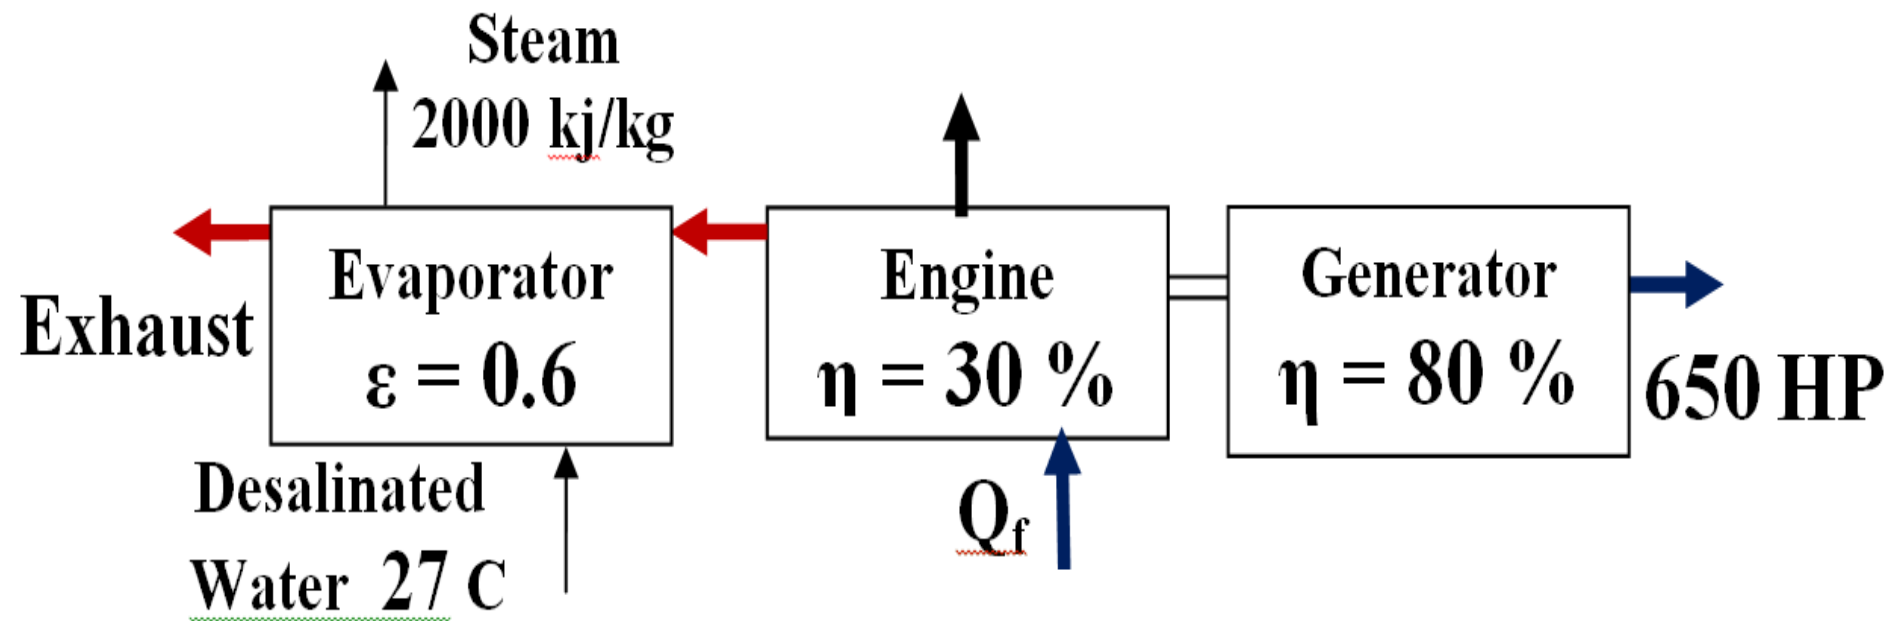 Steam
2000 kj/kg
Exhaust
Evaporator
ε = 0.6
Engine
η = 30 %
Generator
η = 80 %
650 HP
Desalinated
Water 27 C
Qf